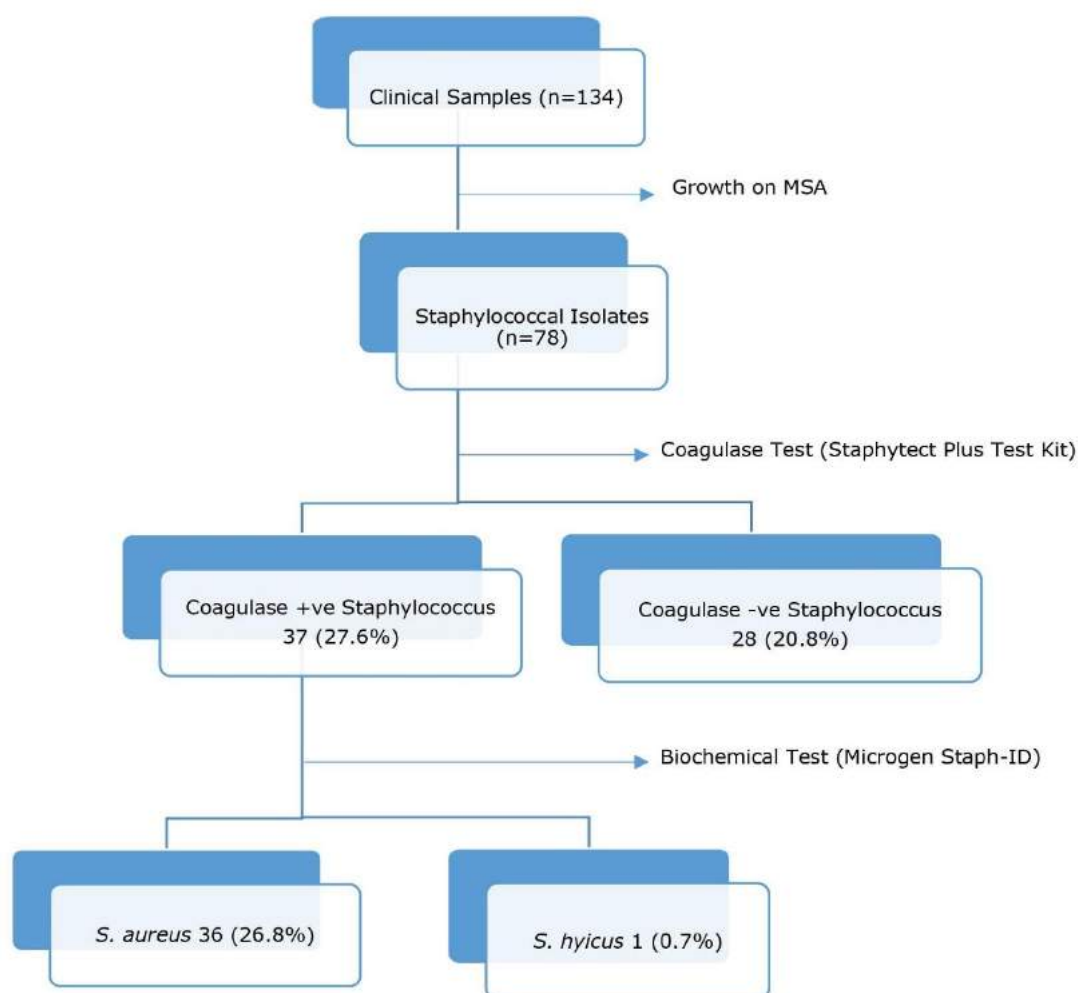 Clinical Samples (n=134)
Growth on MSA
Staphylococcal Isolates
(n=78)
Coagulase Test (Staphytect Plus Test Kit)
Coagulase +ve Staphylococcus
37 (27.6%)
Coagulase -ve Staphylococcus
28 (20.8%)
Biochemical Test (Microgen Staph-ID)
S. aureus 36 (26.8%)
S. hyicus 1 (0.7%)